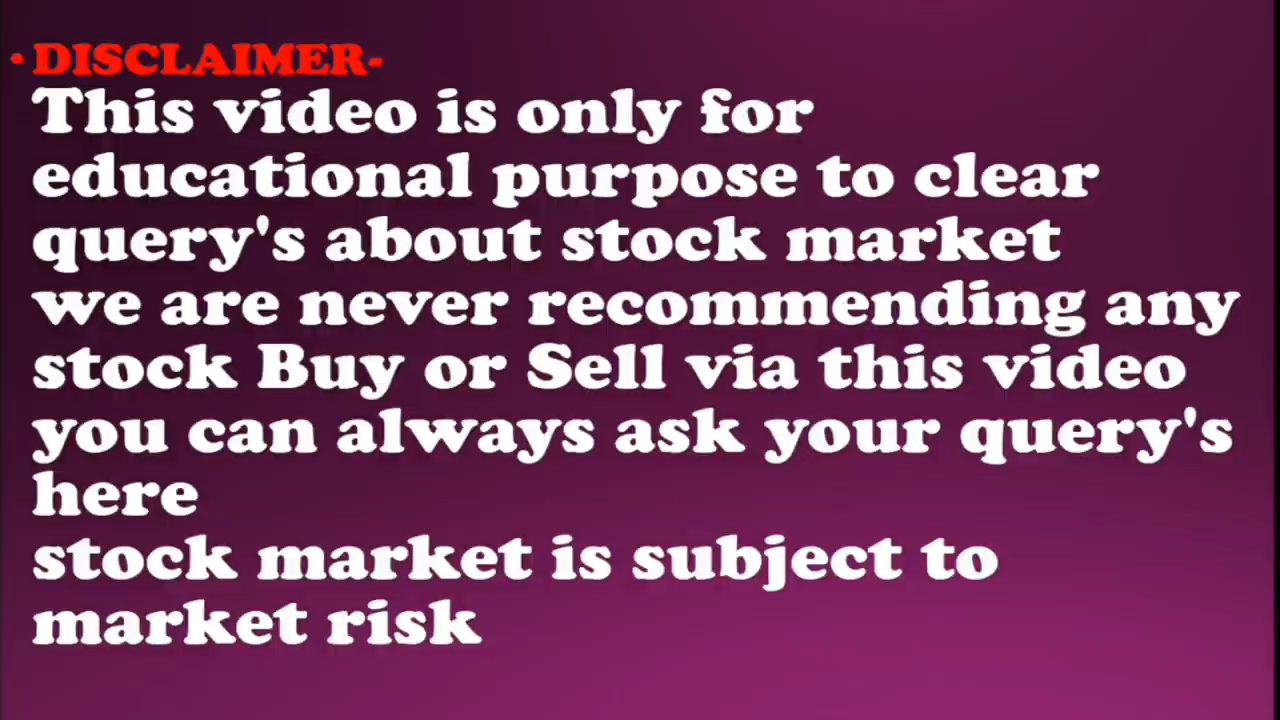 • DISCLAIMER-
This video is only for
educational purpose to clear
query's about stock market
we are never recommending any
stock Buy or Sell via this video
you can always ask your query's
here
stock market is subject to
market risk